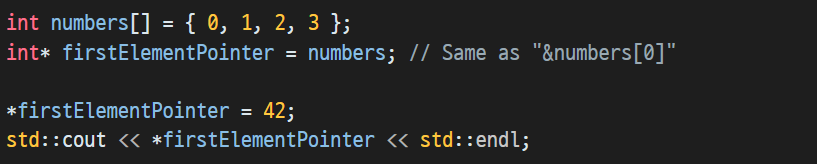 int numbers[] = { 0, 1, 2, 3 };
int* firstElementPointer = numbers; // Same as "&numbers[0]"
*firstElementPointer = 42;
std::cout << *firstElementPointer << std::endl;